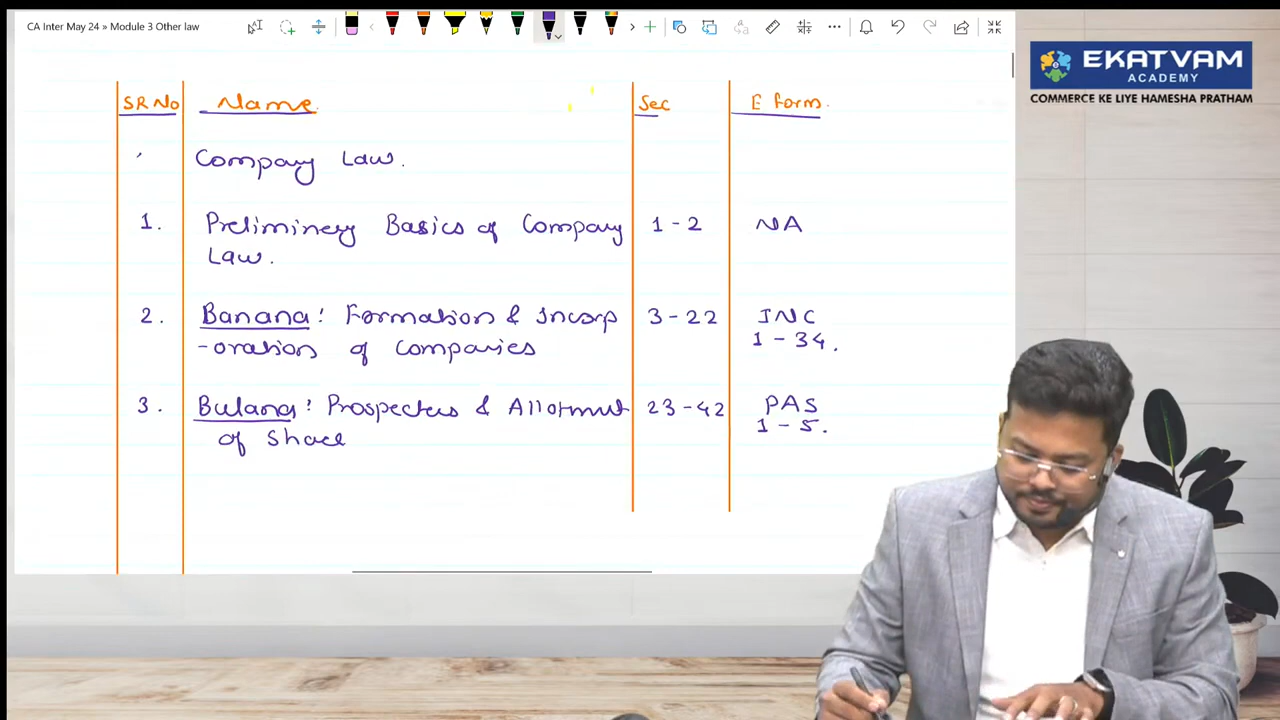 CA Inter May 24 » Module 3 Other law
EKATVAM
ACADEMY
COMMERCE KE LIYE HAMESHA PRATHAM
SR No Name Sec E form.
Company Law.
1. Preliminery Basics of Company 1 - 2 NA
Law.
2. Banana: Formation & Incorp 3 - 22 INC
-oration of companies 1 - 34.
3. Bulana: Prospectus & Allotmut 23 - 42 PAS
of Share 1 - 5.